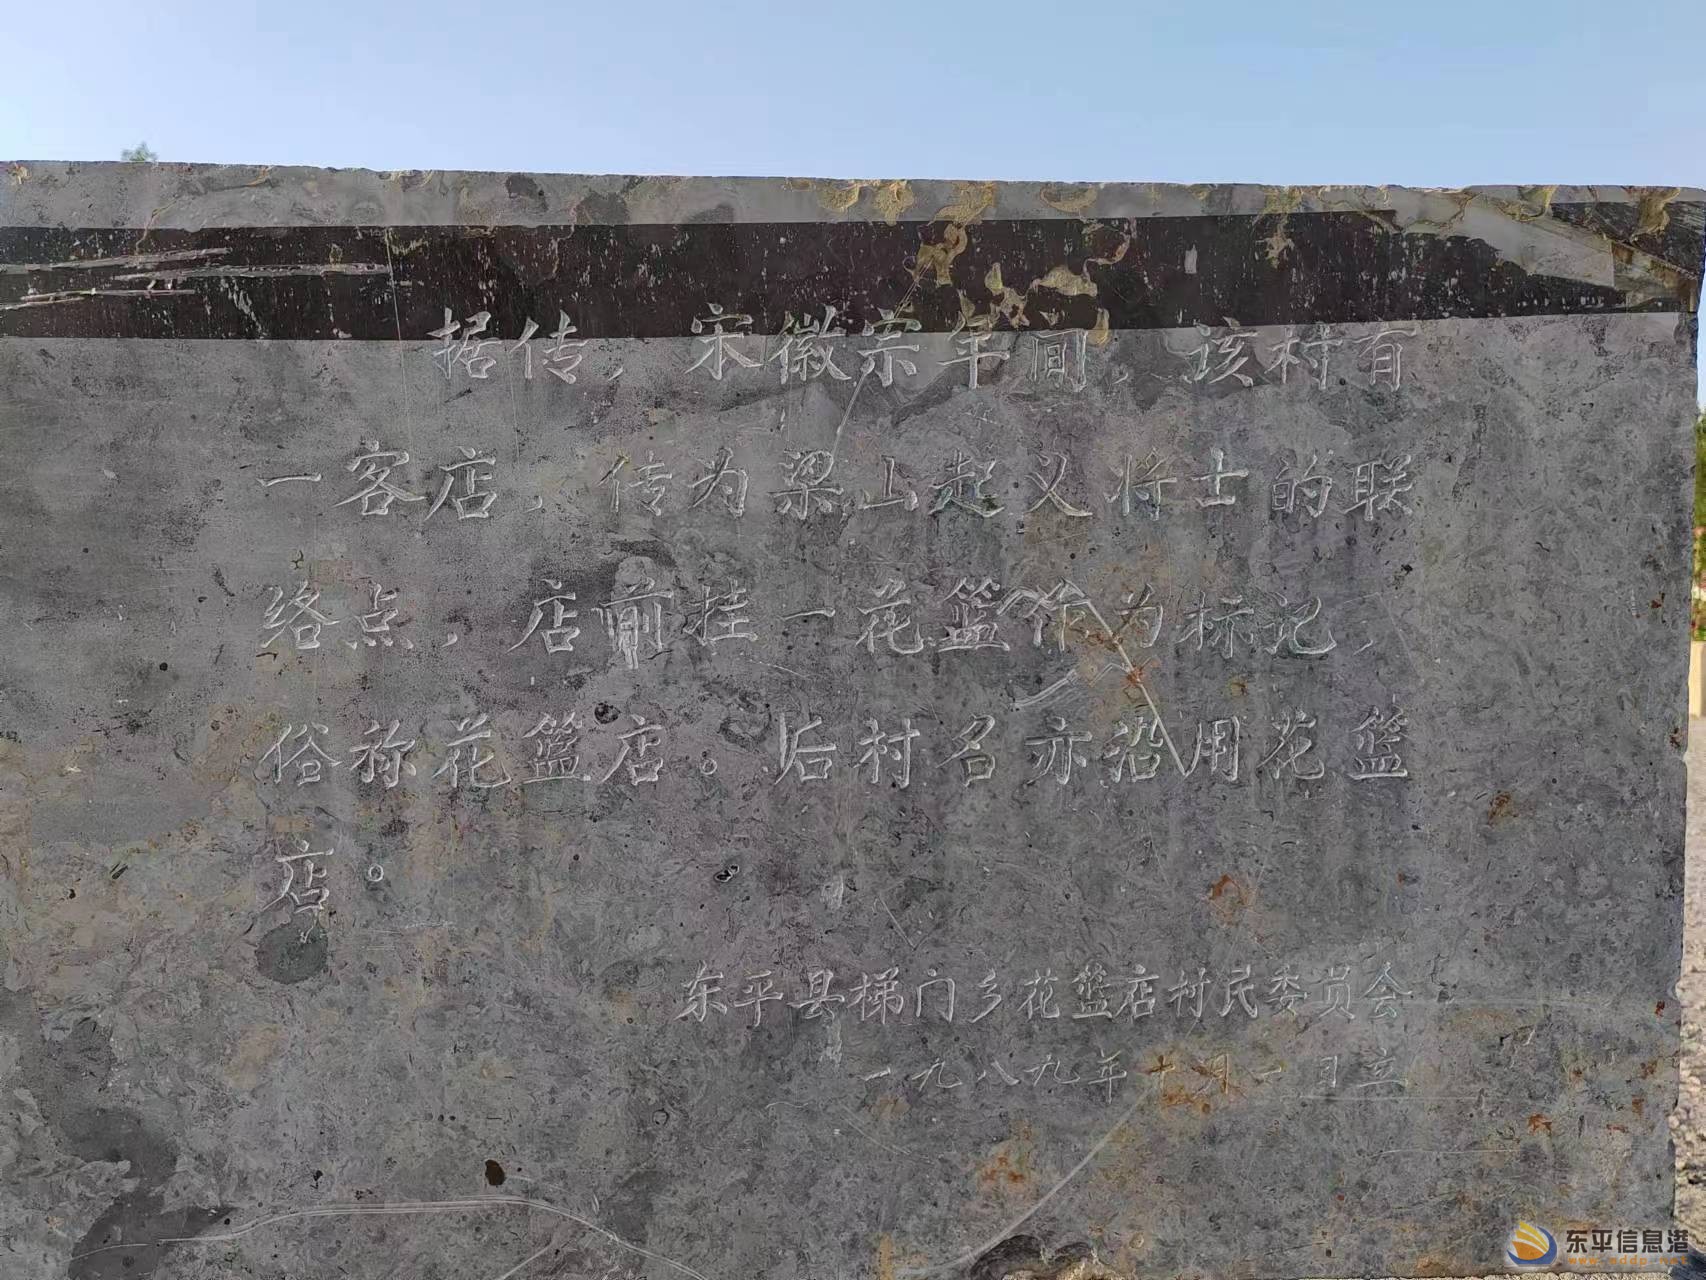 据传，宋徽宗年间，该村有
一客店，传为梁山起义将士的联
络点，店前挂一花篮作为标记，
俗称花篮店。后村名亦沿用花篮
店。
东平县梯门乡花篮店村民委员会
一九八九年十月一日立
东平信息港